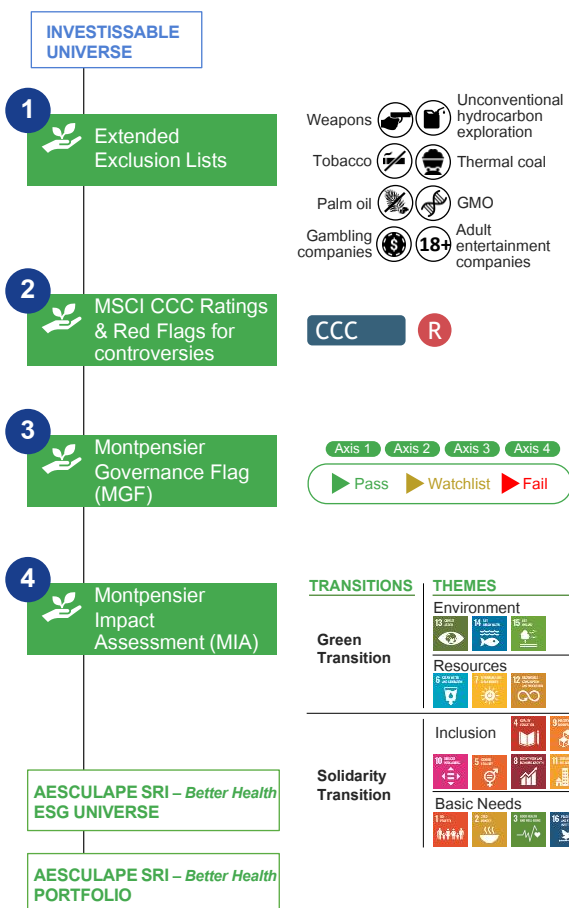 INVESTISSABLE
UNIVERSE
1
Extended
Exclusion Lists
Weapons
Unconventional
hydrocarbon
exploration
Tobacco
Thermal coal
Palm oil
GMO
Gambling
companies
18+
Adult
entertainment
companies
2
MSCI CCC Ratings
& Red Flags for
controversies
CCC
R
3
Montpensier
Governance Flag
(MGF)
Axis 1 Axis 2 Axis 3 Axis 4
Pass Watchlist Fail
4
Montpensier
Impact
Assessment (MIA)
TRANSITIONS THEMES
Green
Transition
Environment
13 14 15
Resources
6 7 12
Solidarity
Transition
Inclusion
4 9
10 5 8 11
Basic Needs
1 2 3 16
AESCULAPE SRI – Better Health
ESG UNIVERSE
AESCULAPE SRI – Better Health
PORTFOLIO